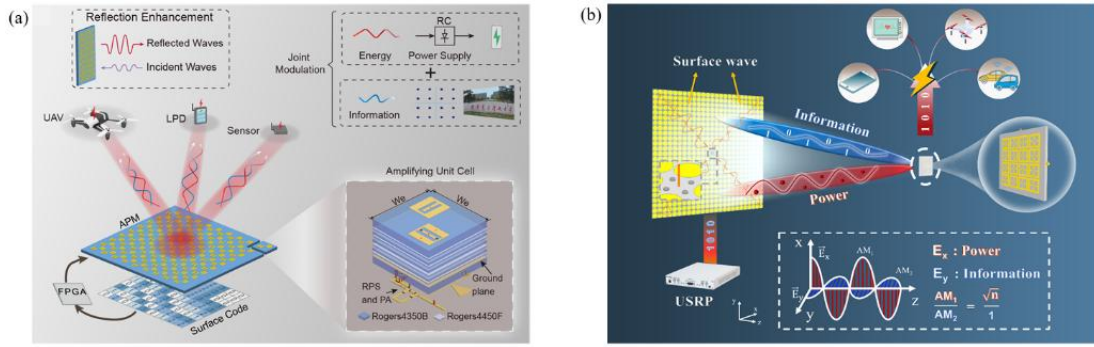 (a)
Reflection Enhancement
Reflected Waves
Incident Waves
Joint
Modulation
RC
Energy
Power Supply
+
Information
UAV
LPD
Sensor
APM
FPGA
Surface Code
Amplifying Unit Cell
We
We
RPS
and PA
Ground
plane
Rogers4350B
Rogers4450F
(b)
Surface wave
1010
Information
1 0 1 0
Power
1010
USRP
X
E⃗x
AM₁
AM₂
E⃗y
Z
y
Ex : Power
Ey : Information
AM₁/AM₂ = √n/1
y
x
z